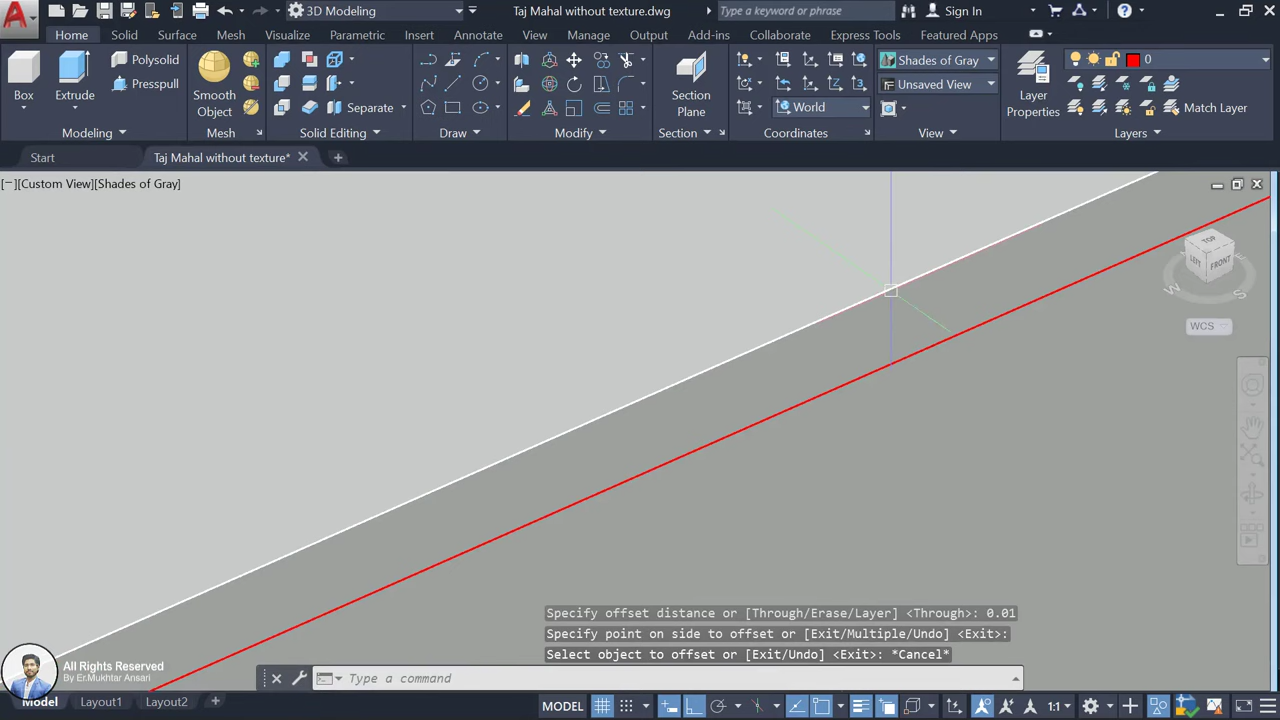 A 3D Modeling Taj Mahal without texture.dwg Type a keyword or phrase Sign In
Home Solid Surface Mesh Visualize Parametric Insert Annotate View Manage Output Add-ins Collaborate Express Tools Featured Apps
Box
Extrude
Polysolid
Presspull
Smooth
Object
Separate
Section
Plane
World
Shades of Gray
Unsaved View
Layer
Properties
0
Match Layer
Modeling Mesh Solid Editing Draw Modify Section Coordinates View Layers
Start Taj Mahal without texture*
[−][Custom View][Shades of Gray]
TOP
LEFT FRONT
W S
WCS
Specify offset distance or [Through/Erase/Layer] <Through>: 0.01
Specify point on side to offset or [Exit/Multiple/Undo] <Exit>:
Select object to offset or [Exit/Undo] <Exit>: *Cancel*
All Rights Reserved
By Er.Mukhtar Ansari
Type a command
Model Layout1 Layout2 +
MODEL 1:1